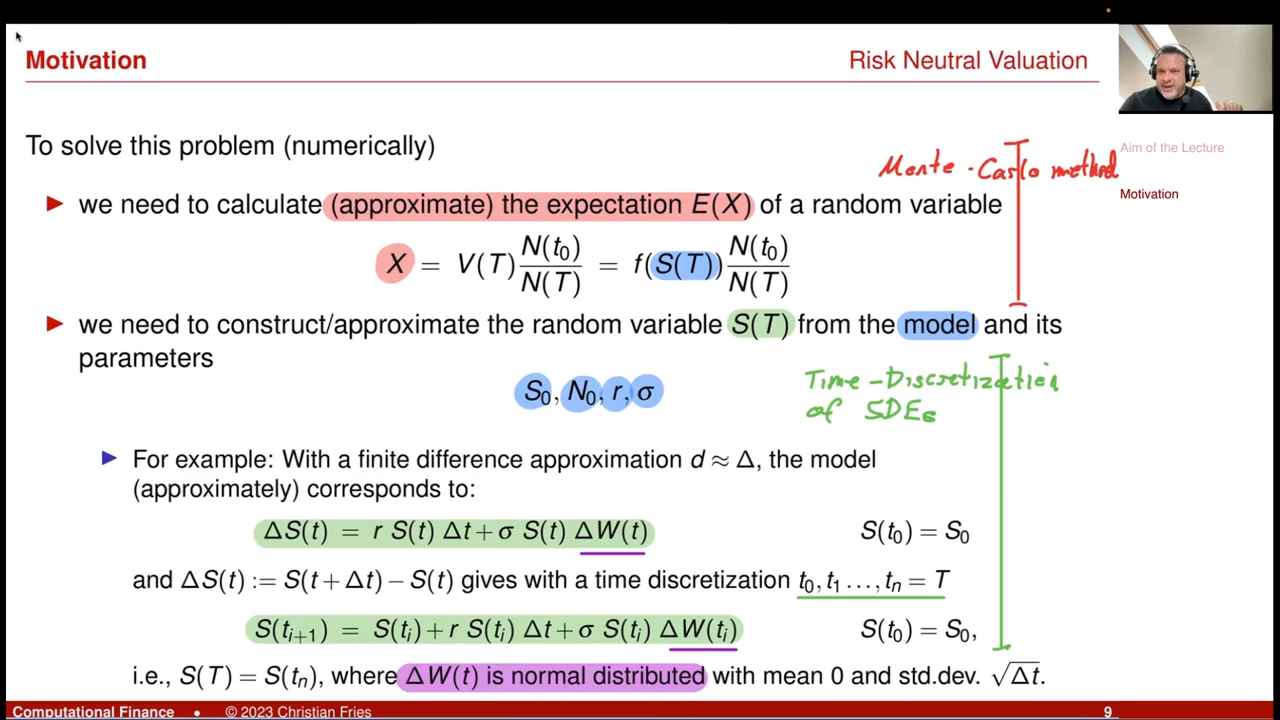 Motivation
Risk Neutral Valuation
Aim of the Lecture
Motivation
To solve this problem (numerically)
Monte-Carlo method
► we need to calculate (approximate) the expectation E(X) of a random variable
X = V(T) N(t₀)/N(T) = f(S(T)) N(t₀)/N(T)
► we need to construct/approximate the random variable S(T) from the model and its
parameters
S₀, N₀, r, σ
Time-Discretization
of SDEs
► For example: With a finite difference approximation d ≈ Δ, the model
(approximately) corresponds to:
ΔS(t) = r S(t) Δt + σ S(t) ΔW(t) S(t₀) = S₀
and ΔS(t) := S(t + Δt) − S(t) gives with a time discretization t₀, t₁ ..., tₙ = T
S(tᵢ₊₁) = S(tᵢ) + r S(tᵢ) Δt + σ S(tᵢ) ΔW(tᵢ) S(t₀) = S₀,
i.e., S(T) = S(tₙ), where ΔW(t) is normal distributed with mean 0 and std.dev. √Δt.
Computational Finance • © 2023 Christian Fries 9